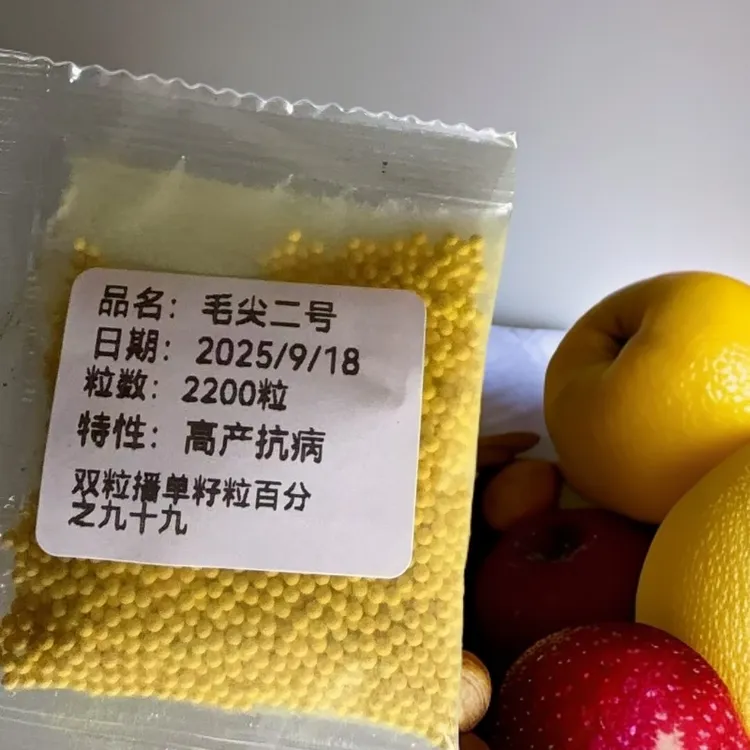 品名：毛尖二号
日期：2025/9/18
粒数：2200粒
特性：高产抗病
双粒播单籽粒百分
之九十九